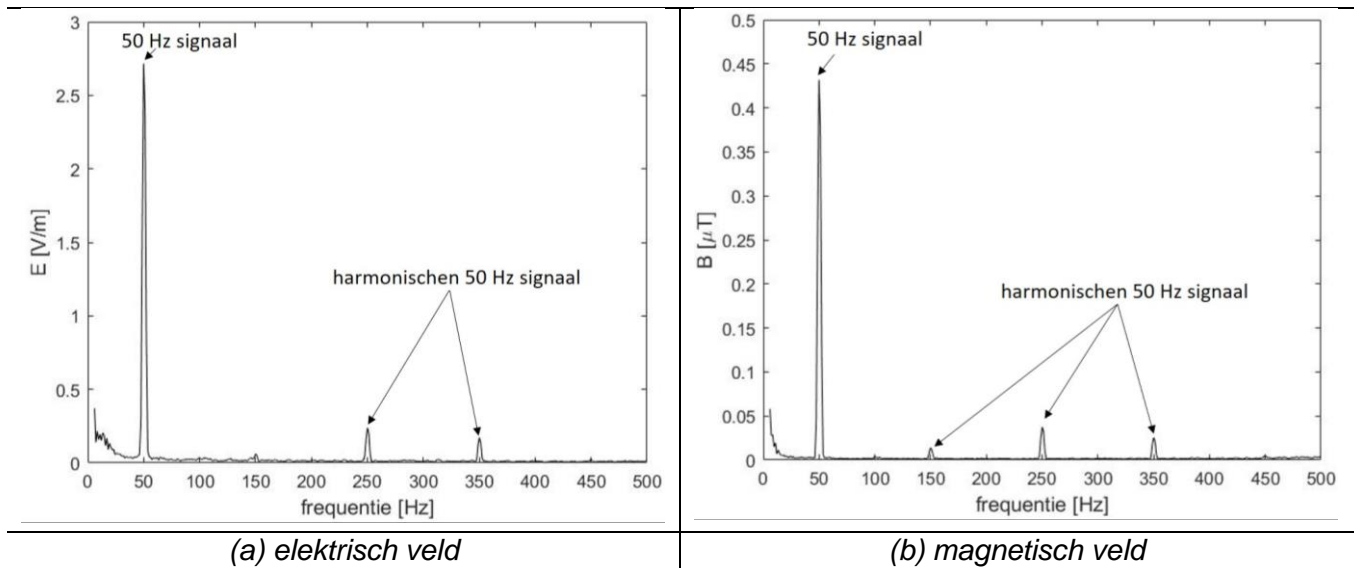 3
2.5
2
1.5
1
0.5
0
E [V/m]
50 Hz signaal
harmonischen 50 Hz signaal
0 50 100 150 200 250 300 350 400 450 500
frequentie [Hz]
(a) elektrisch veld
0.5
0.45
0.4
0.35
0.3
0.25
0.2
0.15
0.1
0.05
0
B [μT]
50 Hz signaal
harmonischen 50 Hz signaal
0 50 100 150 200 250 300 350 400 450 500
frequentie [Hz]
(b) magnetisch veld